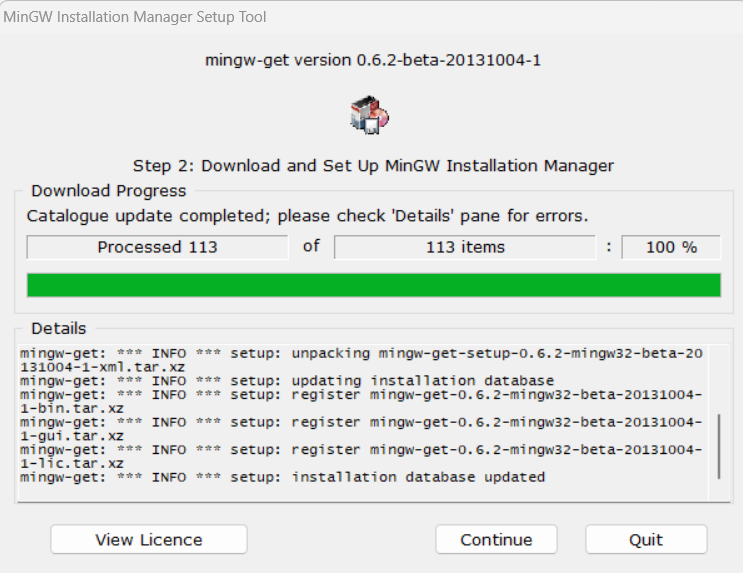 MinGW Installation Manager Setup Tool
mingw-get version 0.6.2-beta-20131004-1
Step 2: Download and Set Up MinGW Installation Manager
Download Progress
Catalogue update completed; please check 'Details' pane for errors.
Processed 113 of 113 items : 100 %
Details
mingw-get: *** INFO *** setup: unpacking mingw-get-setup-0.6.2-mingw32-beta-20
131004-1-xml.tar.xz
mingw-get: *** INFO *** setup: updating installation database
mingw-get: *** INFO *** setup: register mingw-get-0.6.2-mingw32-beta-20131004-
1-bin.tar.xz
mingw-get: *** INFO *** setup: register mingw-get-0.6.2-mingw32-beta-20131004-
1-gui.tar.xz
mingw-get: *** INFO *** setup: register mingw-get-0.6.2-mingw32-beta-20131004-
1-lic.tar.xz
mingw-get: *** INFO *** setup: installation database updated
View Licence Continue Quit